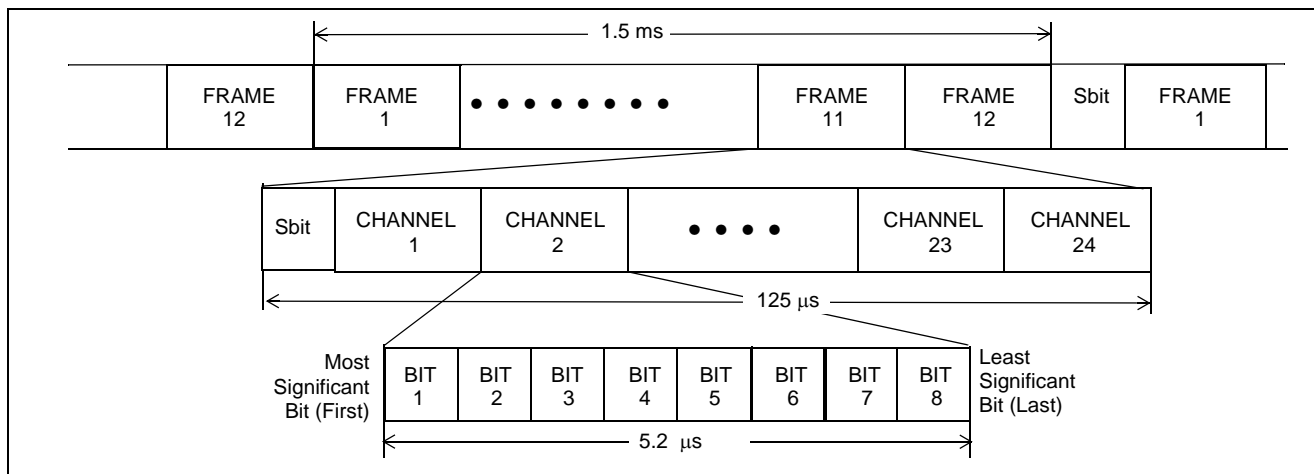 1.5 ms
FRAME 12
FRAME 1
FRAME 11
FRAME 12
Sbit
FRAME 1
Sbit
CHANNEL 1
CHANNEL 2
CHANNEL 23
CHANNEL 24
125 μs
Most
Significant
Bit (First)
BIT 1
BIT 2
BIT 3
BIT 4
BIT 5
BIT 6
BIT 7
BIT 8
Least
Significant
Bit (Last)
5.2 μs